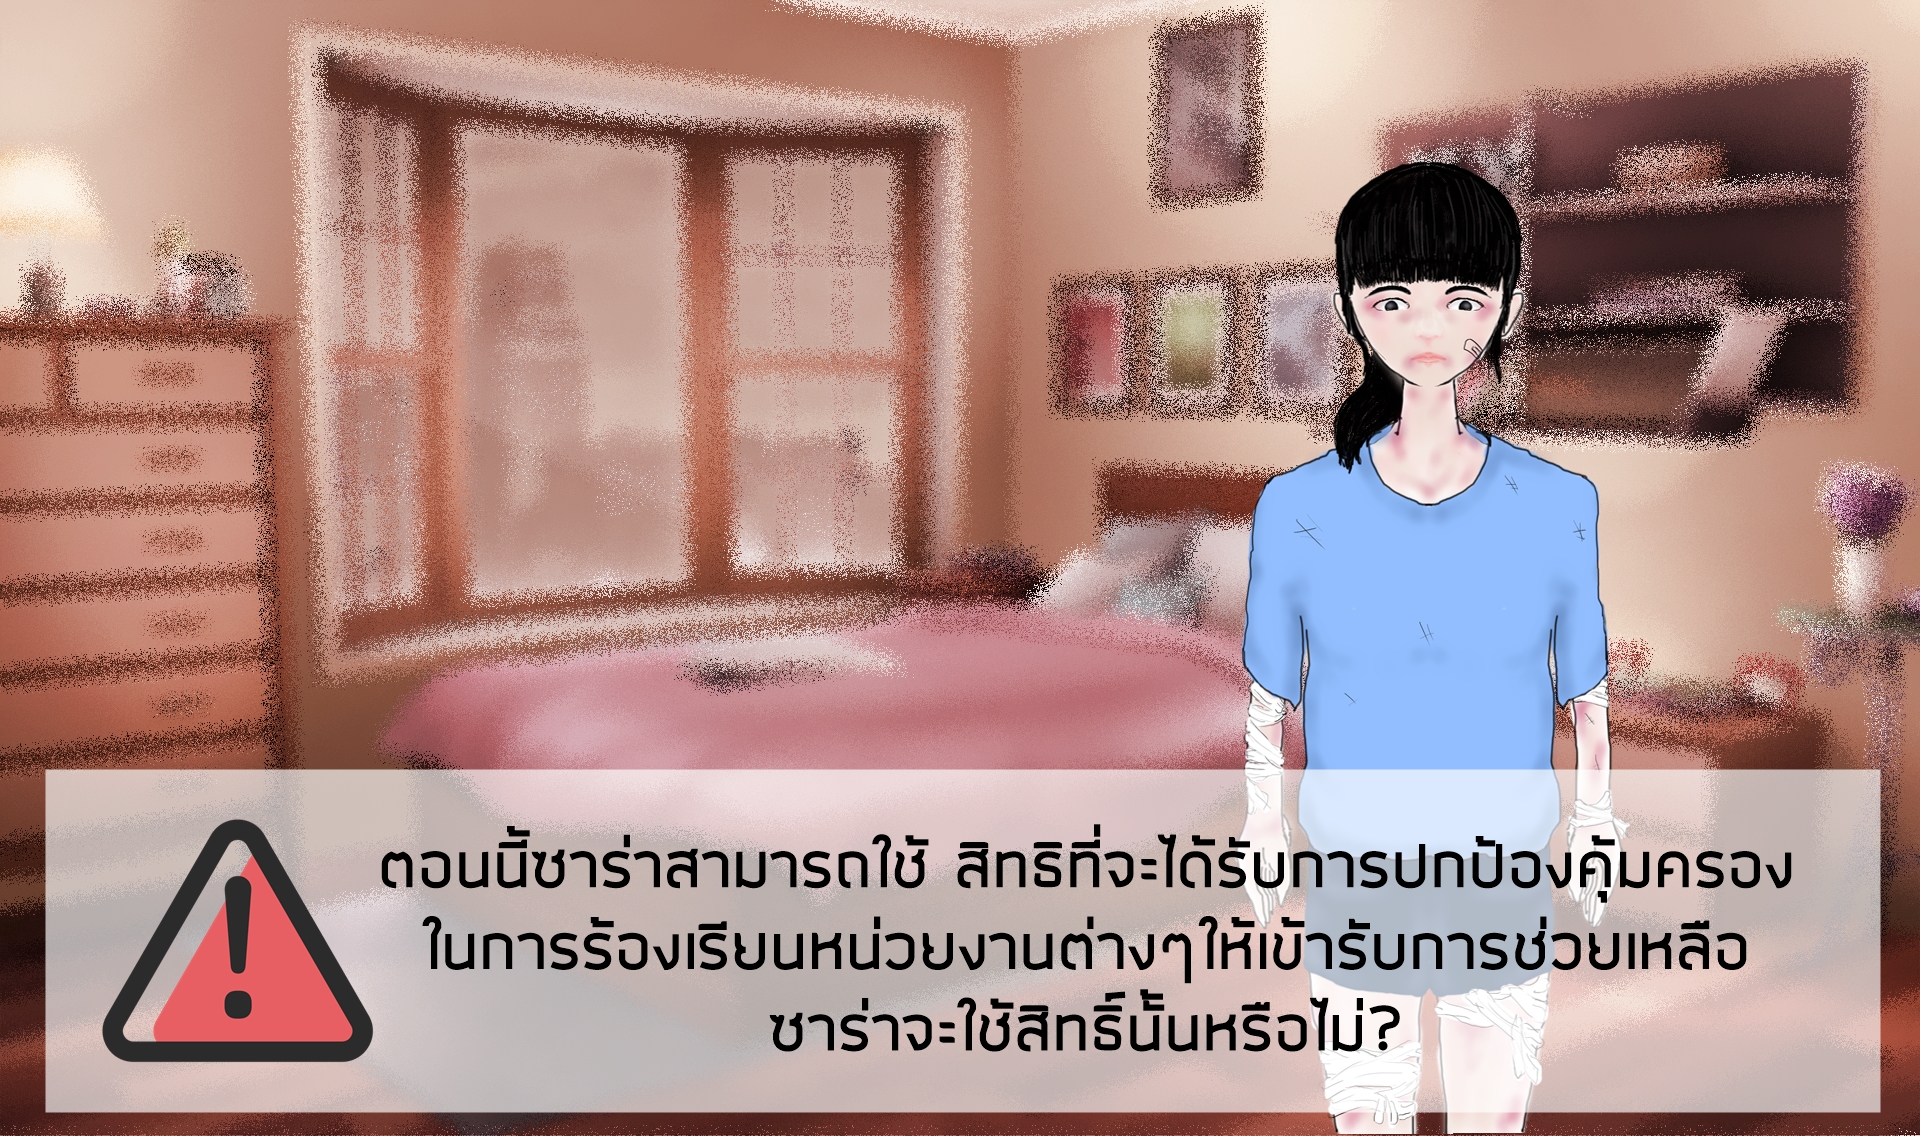 ตอนนี้ซาร่าสามารถใช้ สิทธิที่จะได้รับการปกป้องคุ้มครอง
ในการร้องเรียนหน่วยงานต่างๆให้เข้ารับการช่วยเหลือ
ซาร่าจะใช้สิทธิ์นั้นหรือไม่?